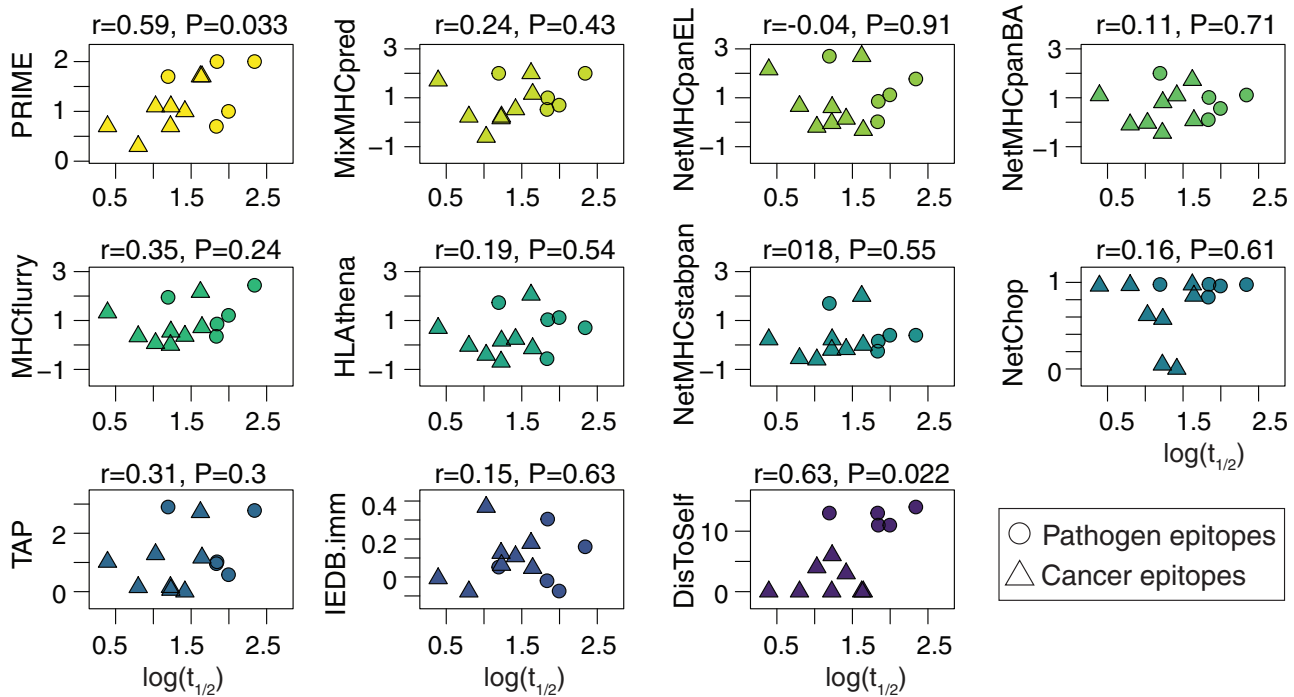 r=0.59, P=0.033
PRIME
2
1
0
0.5
1.5
2.5
r=0.24, P=0.43
MixMHCpred
3
1
−1
0.5
1.5
2.5
r=-0.04, P=0.91
NetMHCpanEL
3
1
−1
0.5
1.5
2.5
r=0.11, P=0.71
NetMHCpanBA
3
1
−1
0.5
1.5
2.5
r=0.35, P=0.24
MHCflurry
3
1
−1
0.5
1.5
2.5
r=0.19, P=0.54
HLAthena
3
1
−1
0.5
1.5
2.5
r=018, P=0.55
NetMHCstabpan
3
1
−1
0.5
1.5
2.5
r=0.16, P=0.61
NetChop
1
0
0.5
1.5
2.5
log(t1/2)
r=0.31, P=0.3
TAP
2
0
0.5
1.5
2.5
log(t1/2)
r=0.15, P=0.63
IEDB.imm
0.4
0.2
0
0.5
1.5
2.5
log(t1/2)
r=0.63, P=0.022
DisToSelf
10
0
0.5
1.5
2.5
log(t1/2)
Pathogen epitopes
Cancer epitopes